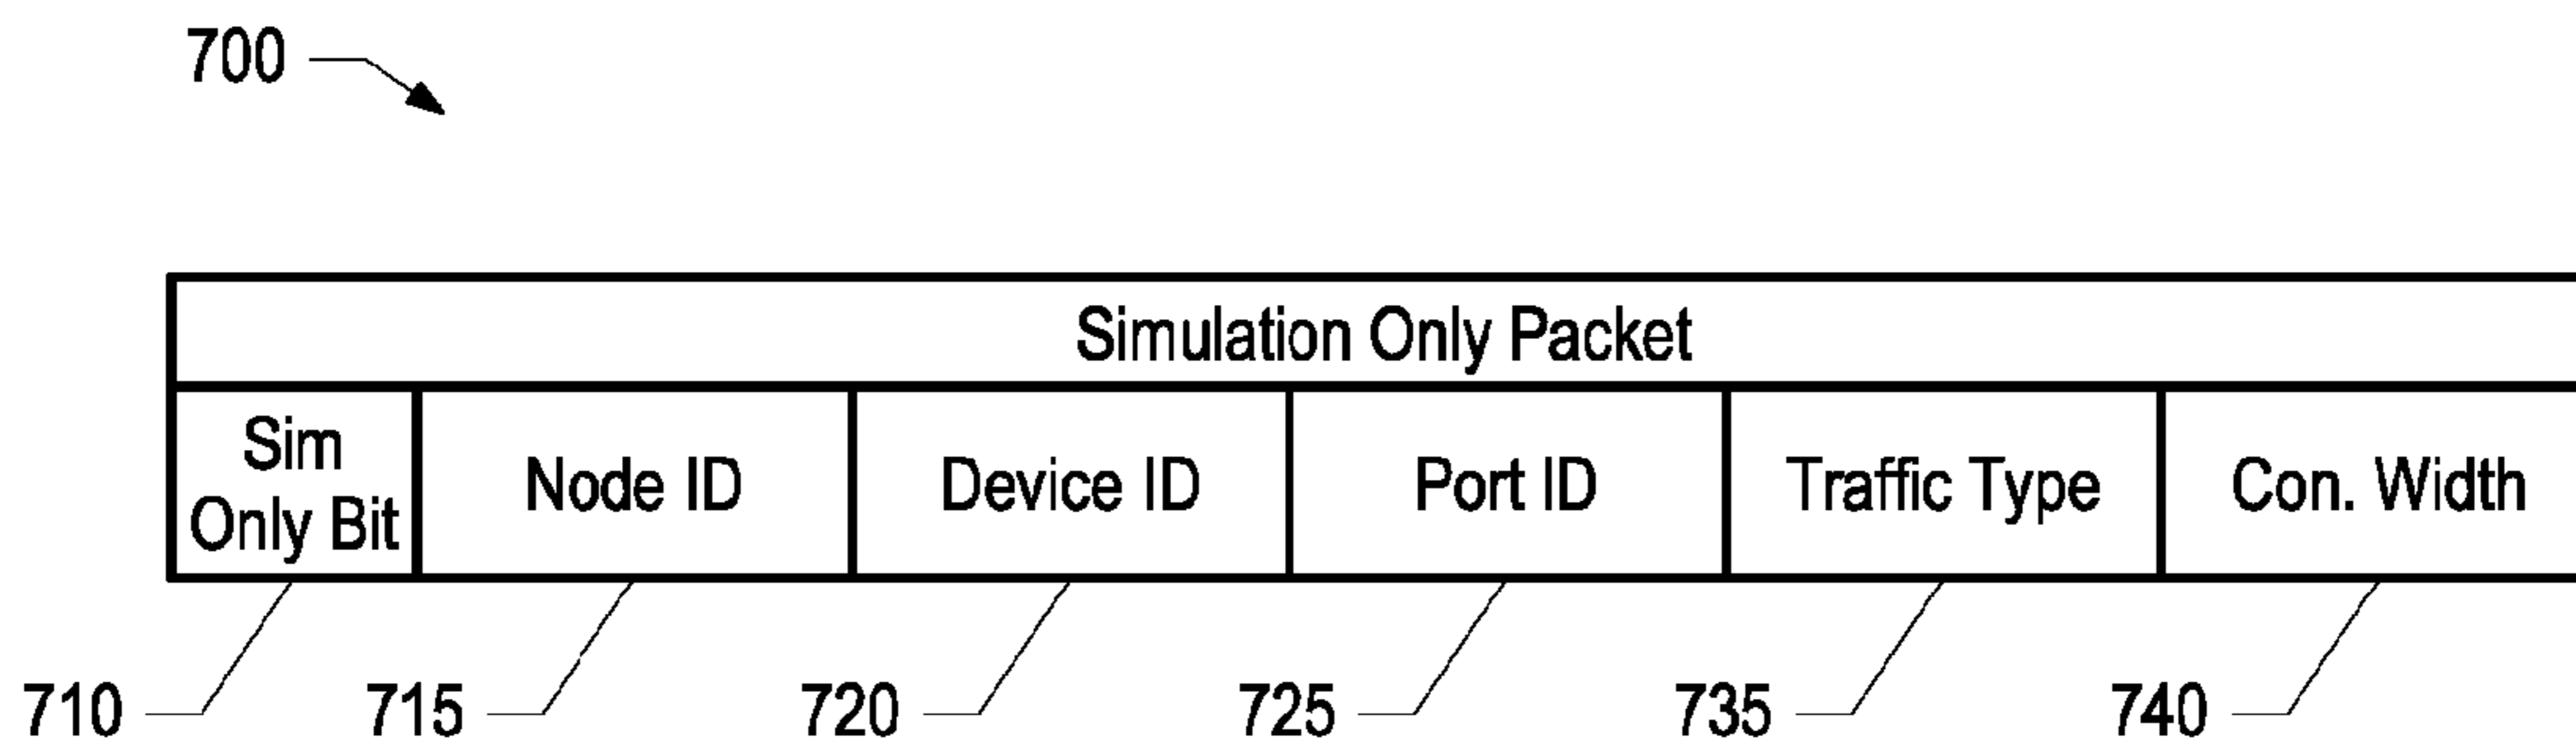 700
Simulation Only Packet
Sim
Only Bit
Node ID
Device ID
Port ID
Traffic Type
Con. Width
710
715
720
725
735
740